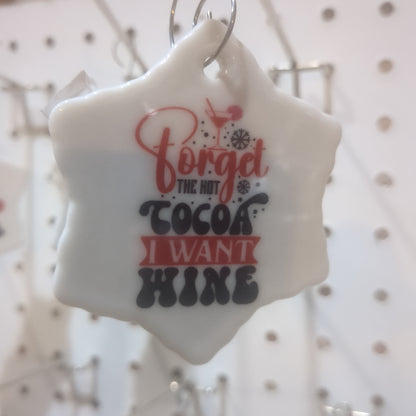 Forget
THE HOT
COCOA
I WANT
WINE